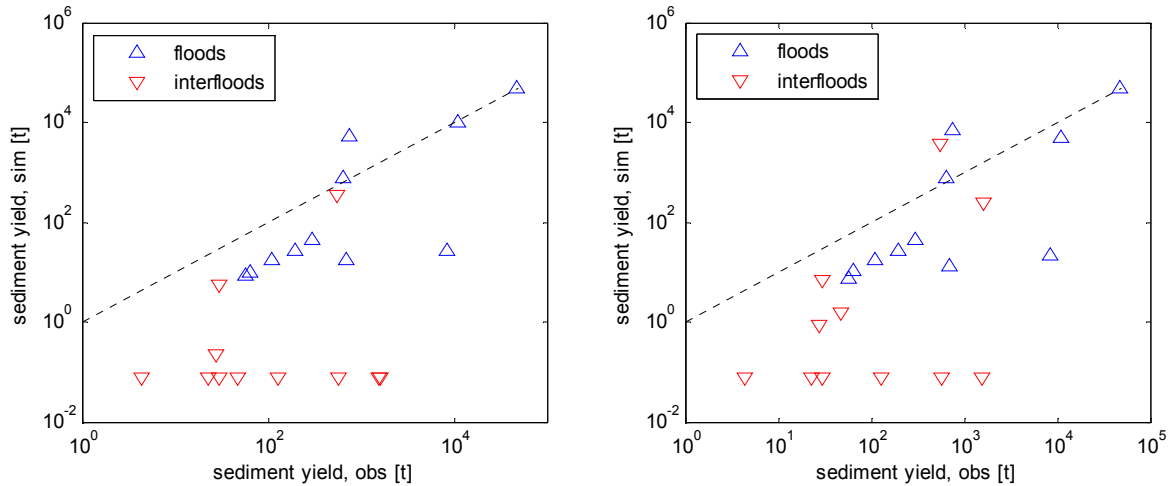 10^6
10^4
10^2
10^0
10^-2
10^0 10^2 10^4
sediment yield, sim [t]
sediment yield, obs [t]
floods
interfloods
10^6
10^4
10^2
10^0
10^-2
10^0 10^1 10^2 10^3 10^4 10^5
sediment yield, sim [t]
sediment yield, obs [t]
floods
interfloods